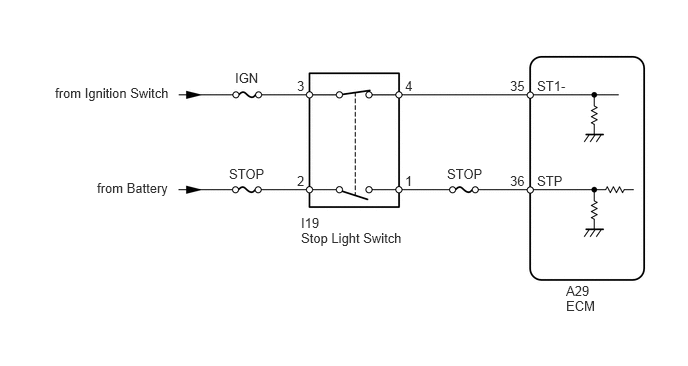 IGN
from Ignition Switch
3
4
35 ST1-
STOP
STOP
from Battery
2
1
36 STP
I19
Stop Light Switch
A29
ECM